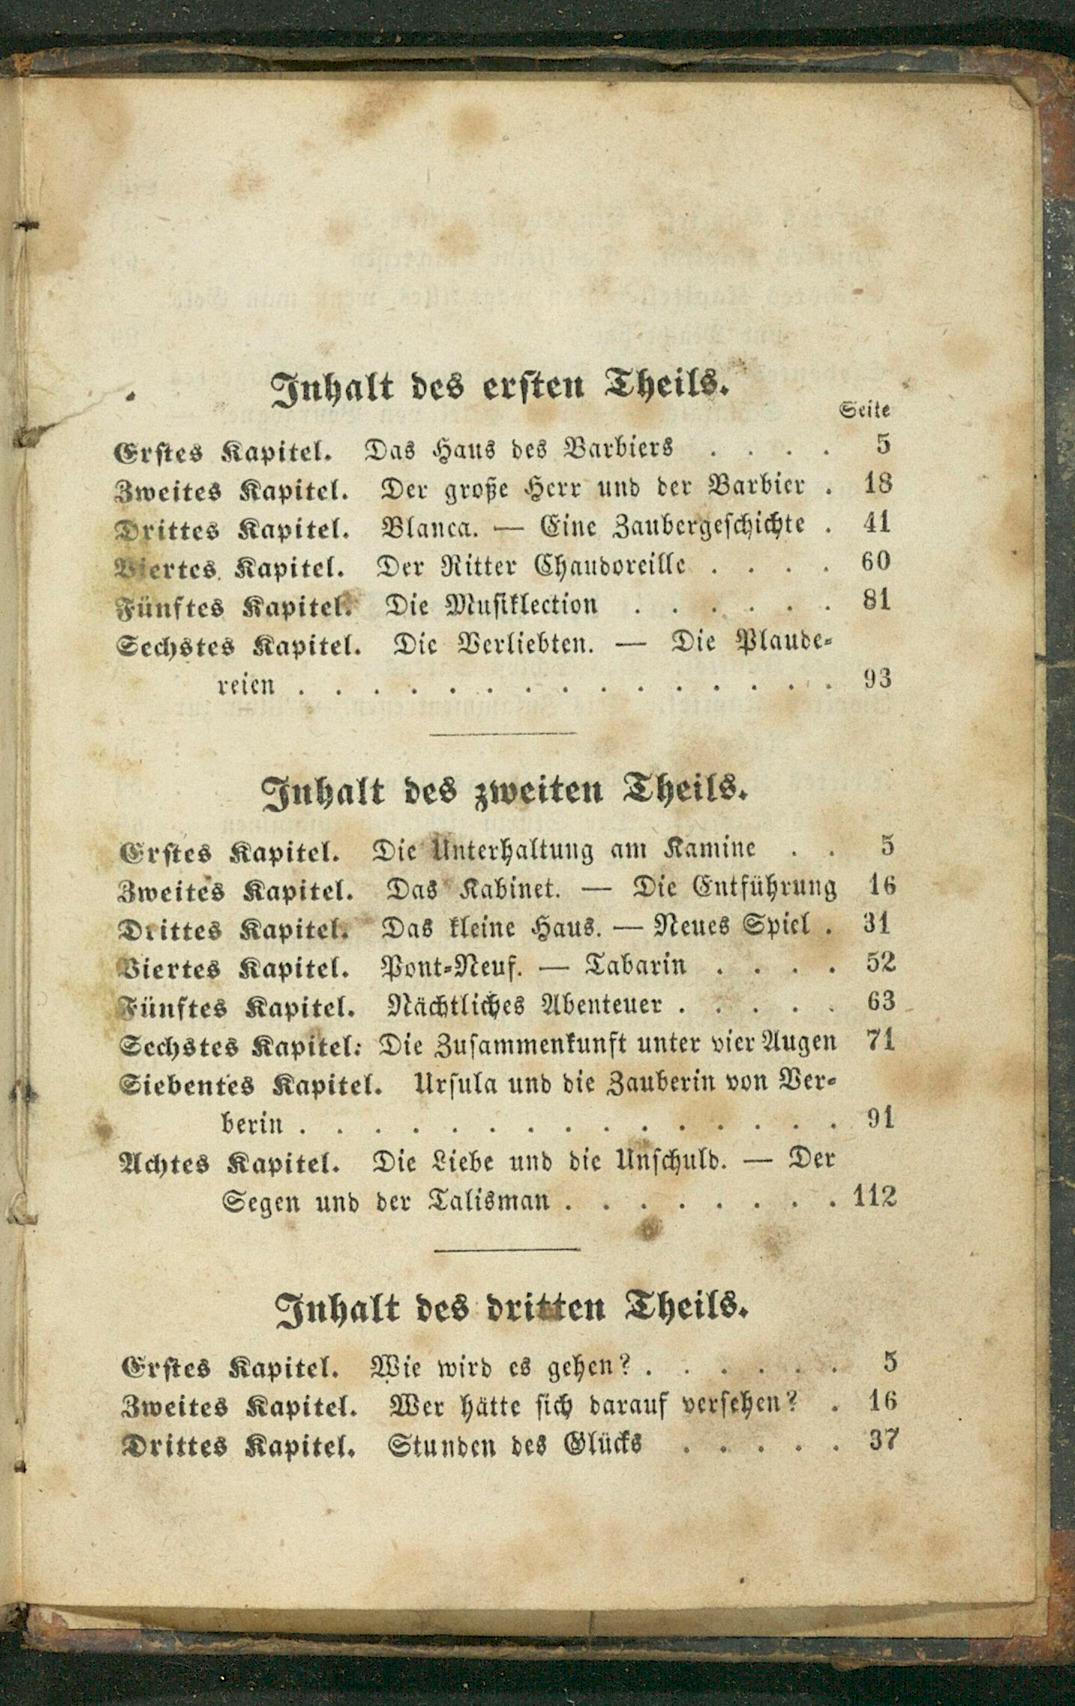 Inhalt des ersten Theils.
Seite
Erstes Kapitel. Das Haus des Barbiers . . . . 5
Zweites Kapitel. Der große Herr und der Barbier . 18
Drittes Kapitel. Blanca. — Eine Zaubergeschichte . 41
Viertes Kapitel. Der Ritter Chaudoreille . . . . 60
Fünftes Kapitel. Die Musiklection . . . . . . 81
Sechstes Kapitel. Die Verliebten. — Die Plaude-
reien . . . . . . . . . . . . . . . 93
Inhalt des zweiten Theils.
Erstes Kapitel. Die Unterhaltung am Kamine . . 5
Zweites Kapitel. Das Kabinet. — Die Entführung 16
Drittes Kapitel. Das kleine Haus. — Neues Spiel . 31
Viertes Kapitel. Pont-Neuf. — Tabarin . . . . 52
Fünftes Kapitel. Nächtliches Abenteuer . . . . . 63
Sechstes Kapitel. Die Zusammenkunft unter vier Augen 71
Siebentes Kapitel. Ursula und die Zauberin von Ver-
berin . . . . . . . . . . . . . . . 91
Achtes Kapitel. Die Liebe und die Unschuld. — Der
Segen und der Talisman . . . . . . . . 112
Inhalt des dritten Theils.
Erstes Kapitel. Wie wird es gehen? . . . . . . 5
Zweites Kapitel. Wer hätte sich darauf versehen? . 16
Drittes Kapitel. Stunden des Glücks . . . . . 37